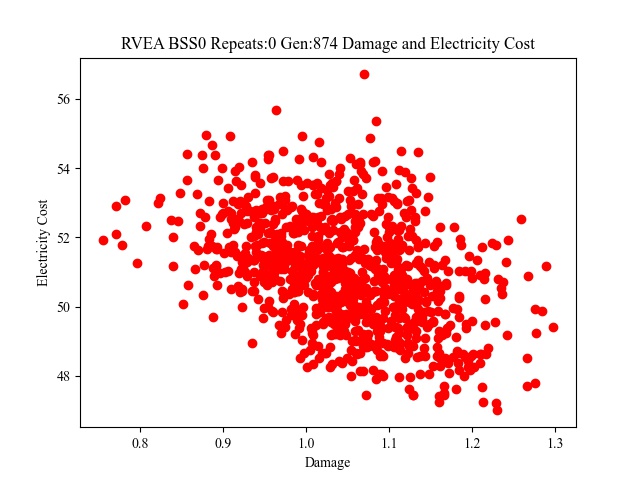 RVEA BSS0 Repeats:0 Gen:874 Damage and Electricity Cost
56
54
52
50
48
Electricity Cost
0.8 0.9 1.0 1.1 1.2 1.3
Damage